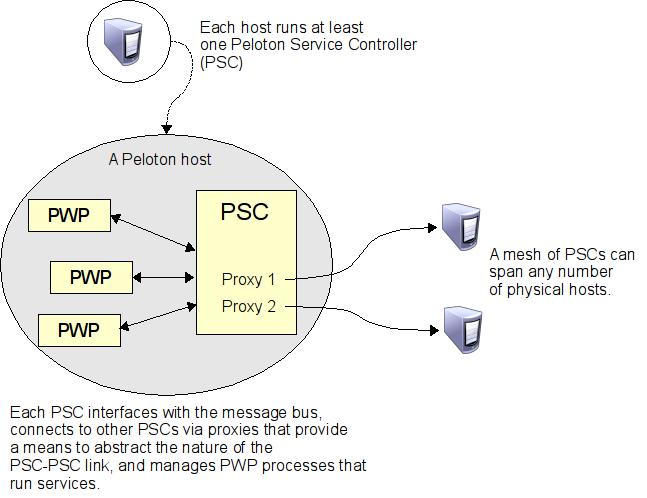 Each host runs at least
one Peloton Service Controller
(PSC)
A Peloton host
PWP
PWP
PWP
PSC
Proxy 1
Proxy 2
A mesh of PSCs can
span any number
of physical hosts.
Each PSC interfaces with the message bus,
connects to other PSCs via proxies that provide
a means to abstract the nature of the
PSC-PSC link, and manages PWP processes that
run services.